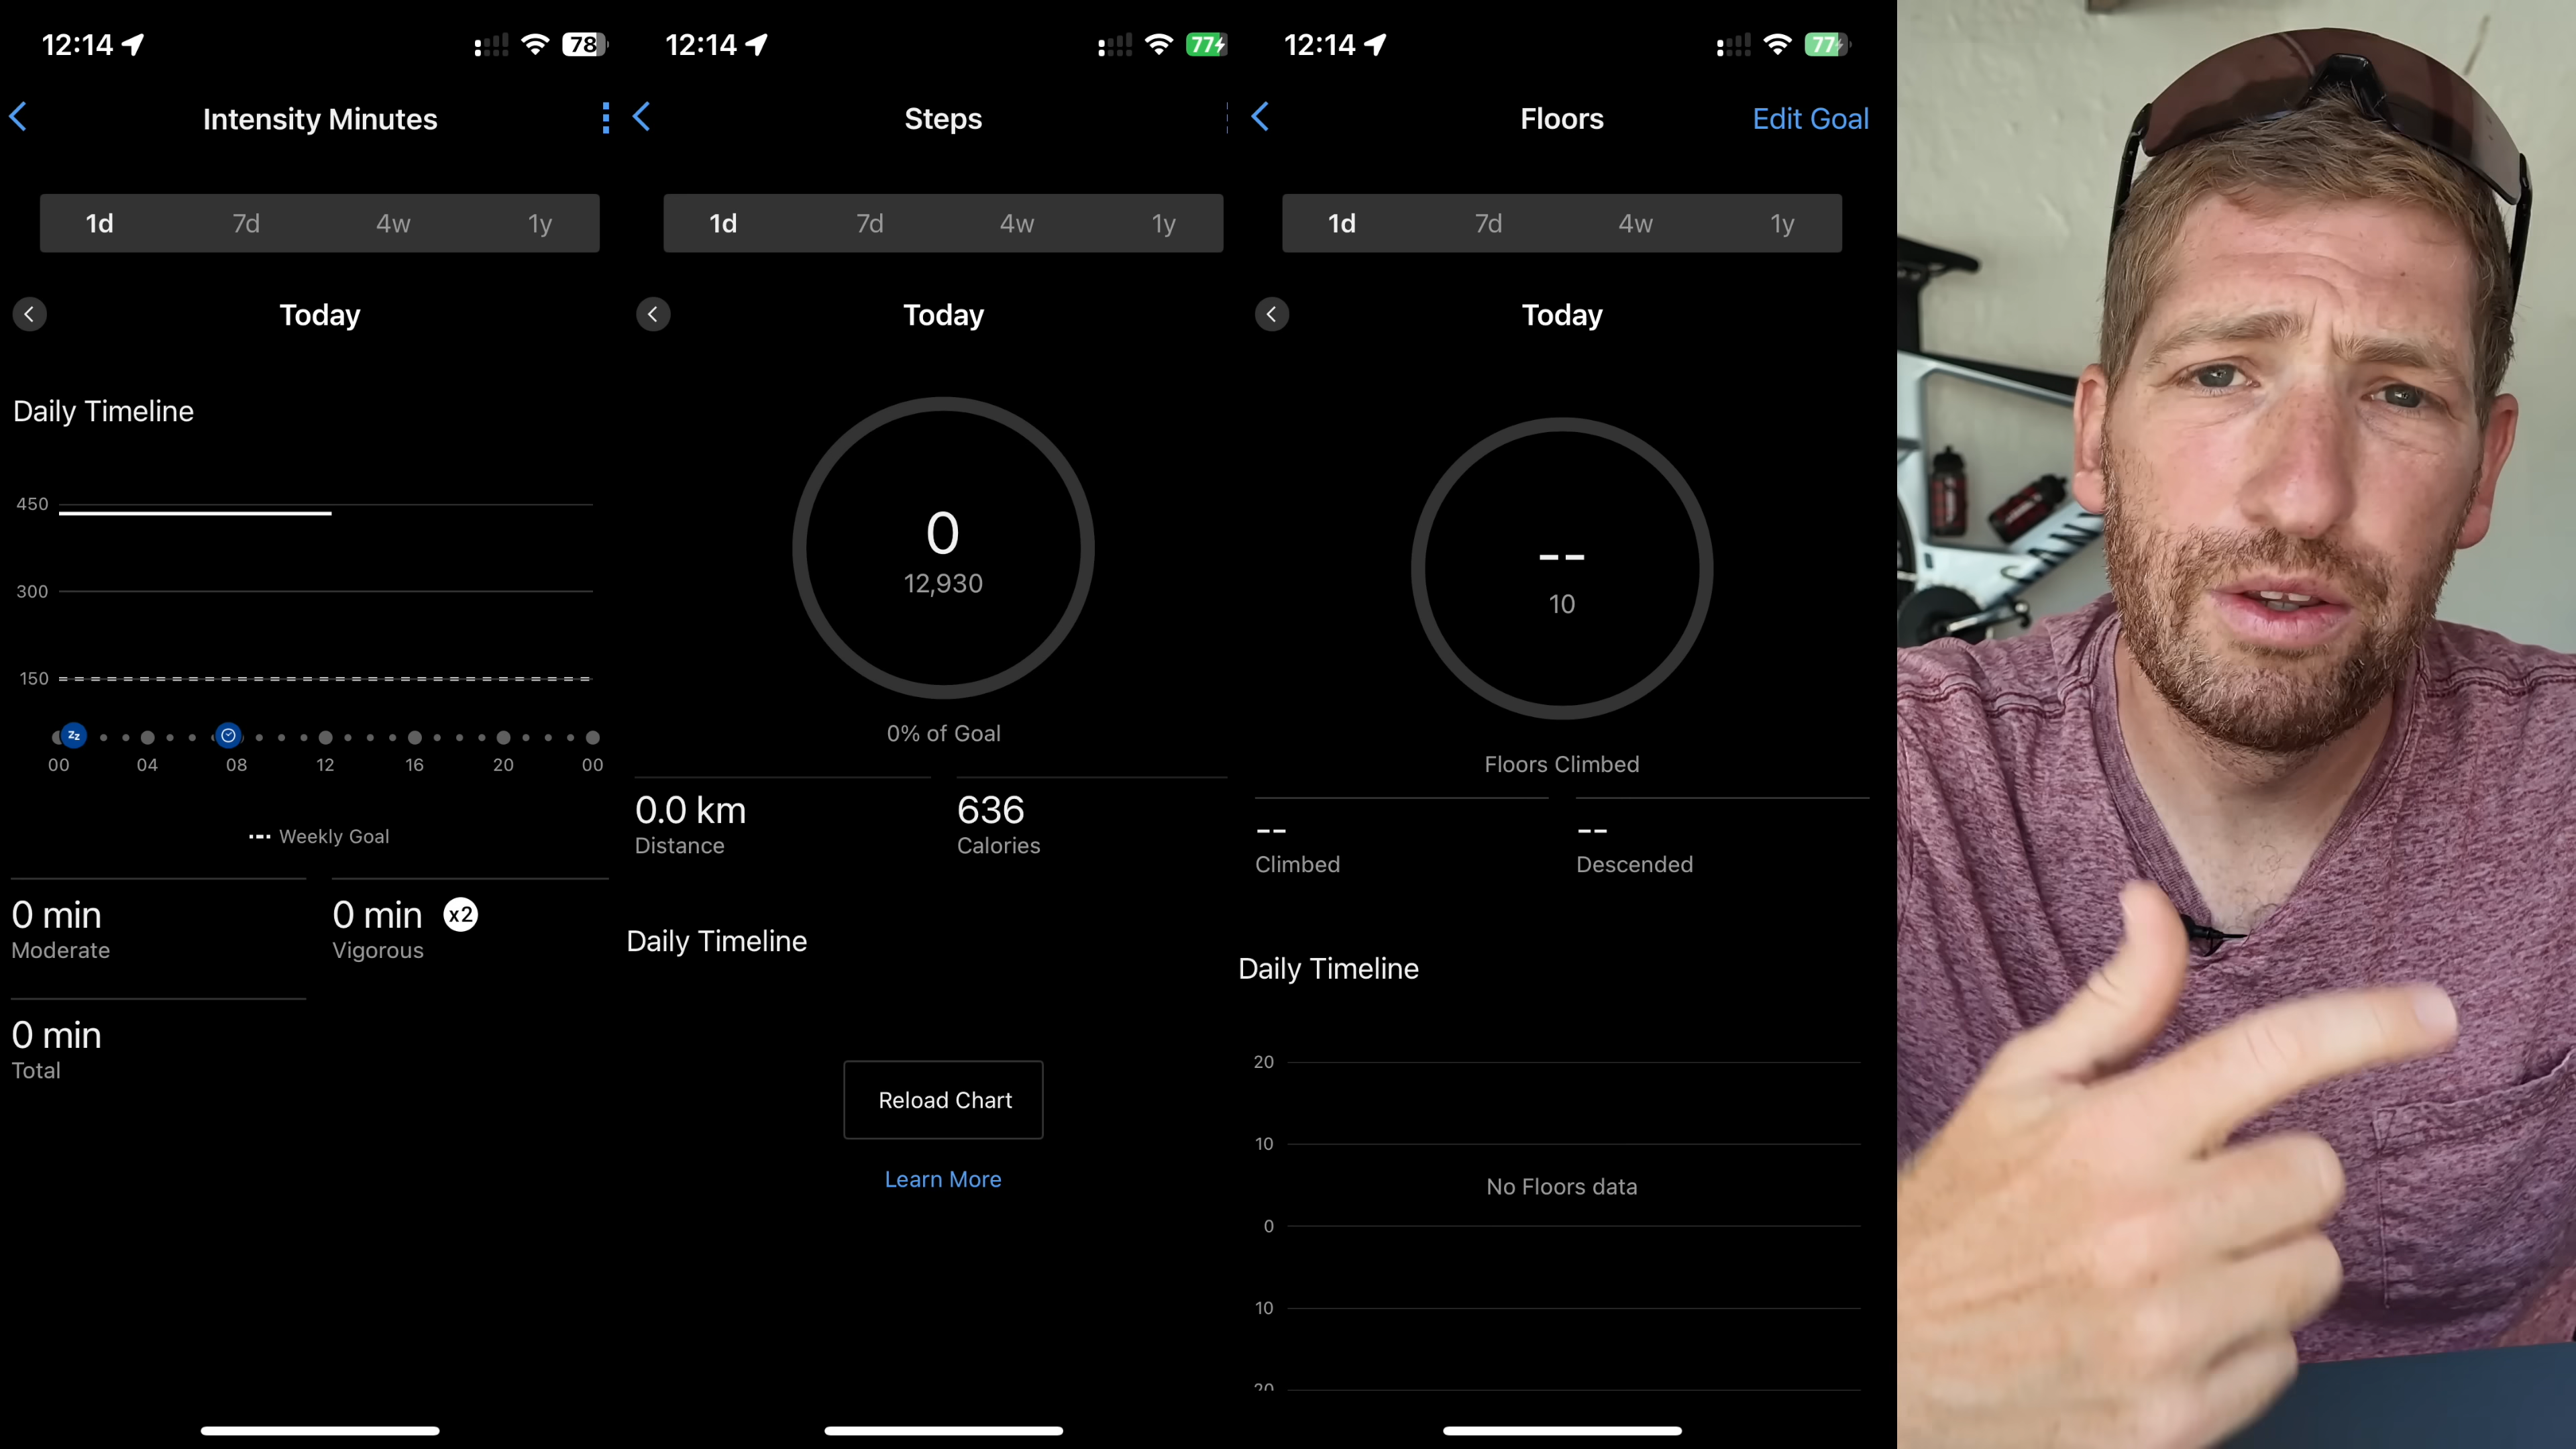 12:14
78
Intensity Minutes
1d 7d 4w 1y
Today
Daily Timeline
450
300
150
zz
00 04 08 12 16 20 00
Weekly Goal
0 min
Moderate
0 min x2
Vigorous
0 min
Total
12:14
77
Steps
1d 7d 4w 1y
Today
0
12,930
0% of Goal
0.0 km
Distance
636
Calories
Daily Timeline
Reload Chart
Learn More
12:14
77
Floors
Edit Goal
1d 7d 4w 1y
Today
--
10
Floors Climbed
--
Climbed
--
Descended
Daily Timeline
20
10
No Floors data
0
10
20